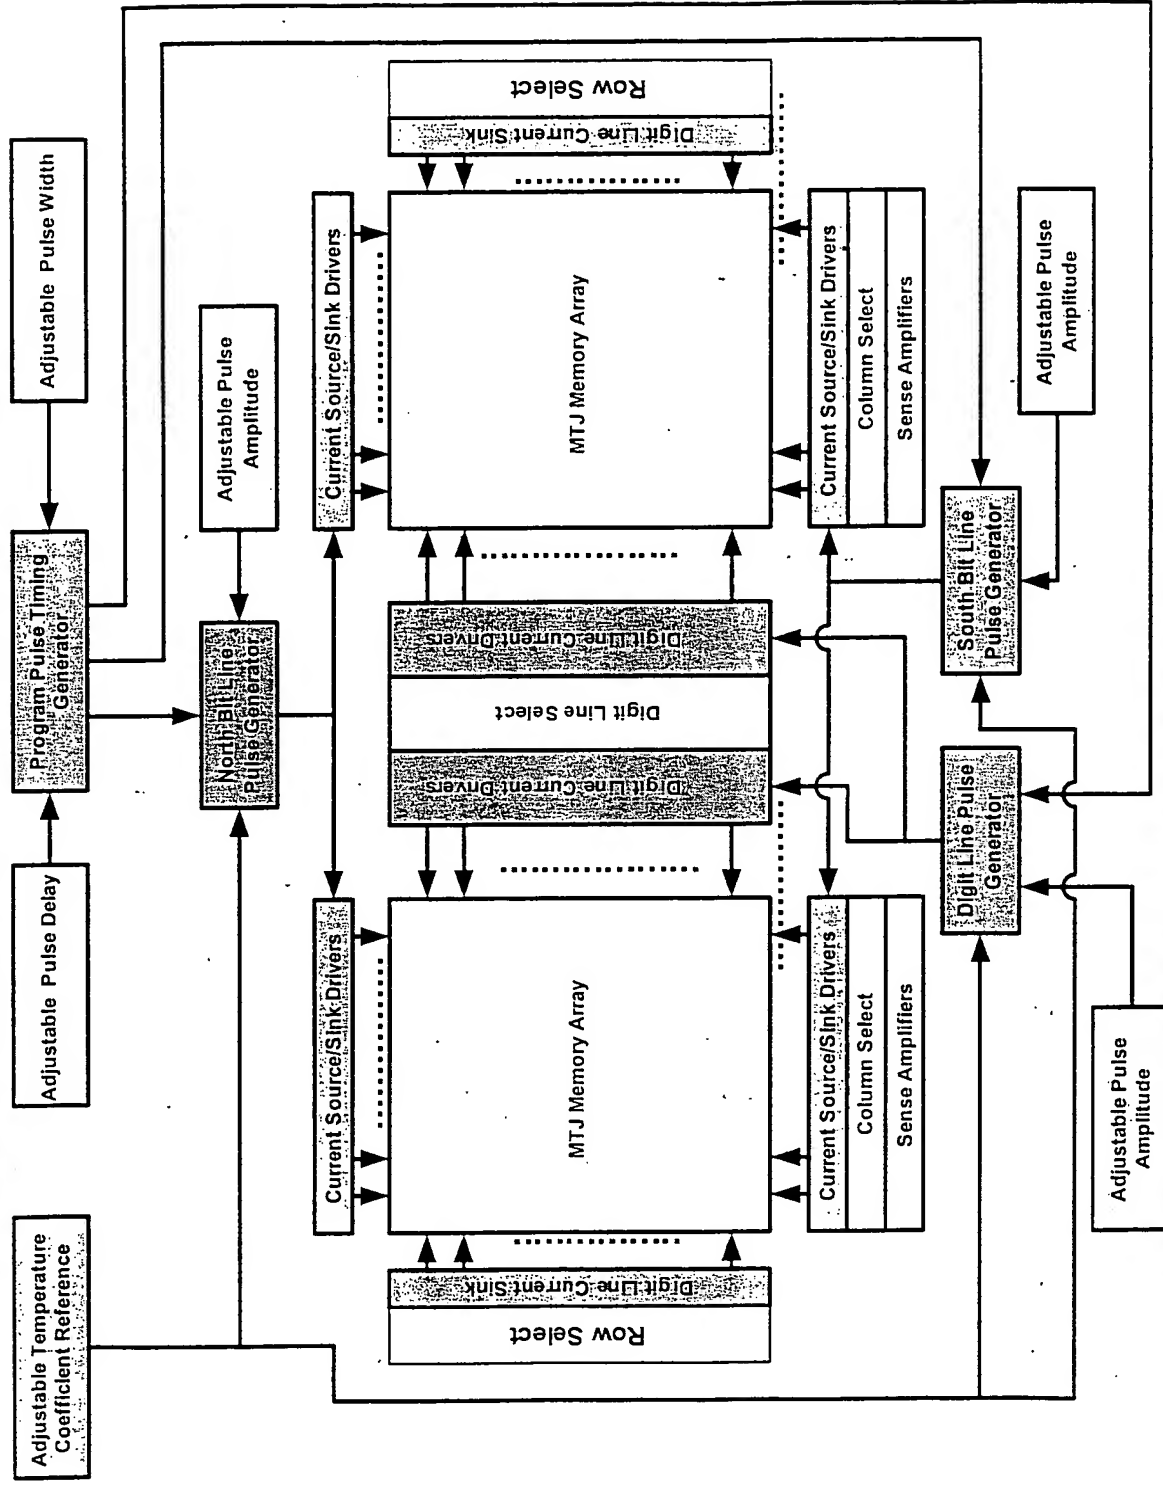 Adjustable Temperature
Coefficient Reference
Adjustable Pulse Delay
Program Pulse Timing
Generator
Adjustable Pulse Width
North Bit Line
Pulse Generator
Adjustable Pulse
Amplitude
Current Source/Sink Drivers
Current Source/Sink Drivers
Row Select
Digit Line Current Sink
MTJ Memory Array
Digit Line Current Drivers
Digit Line Select
Digit Line Current Drivers
MTJ Memory Array
Digit Line Current Sink
Row Select
Current Source/Sink Drivers
Column Select
Sense Amplifiers
Current Source/Sink Drivers
Column Select
Sense Amplifiers
Digit Line Pulse
Generator
South Bit Line
Pulse Generator
Adjustable Pulse
Amplitude
Adjustable Pulse
Amplitude